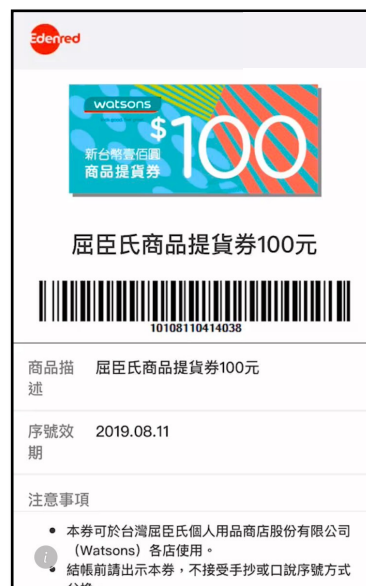 Edenred
watsons
$100
新台幣壹佰圓
商品提貨券
屈臣氏商品提貨券100元
10108110414038
商品描述 屈臣氏商品提貨券100元
序號效期 2019.08.11
注意事項
• 本券可於台灣屈臣氏個人用品商店股份有限公司
（Watsons）各店使用。
• 結帳前請出示本券，不接受手抄或口說序號方式